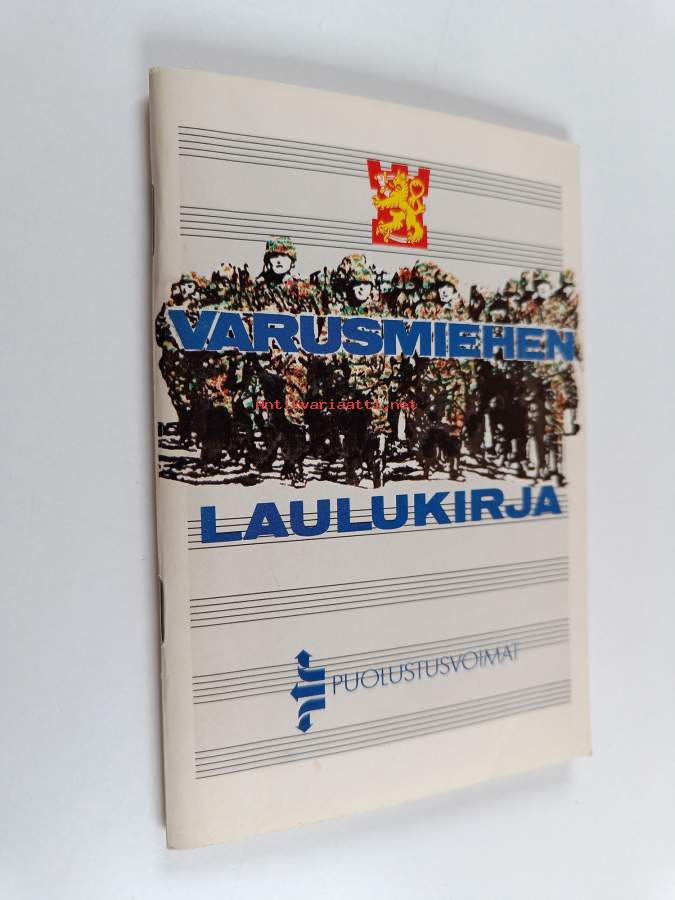 VARUSMIEHEN
Antikvariaatti.net
LAULUKIRJA
PUOLUSTUSVOIMAT